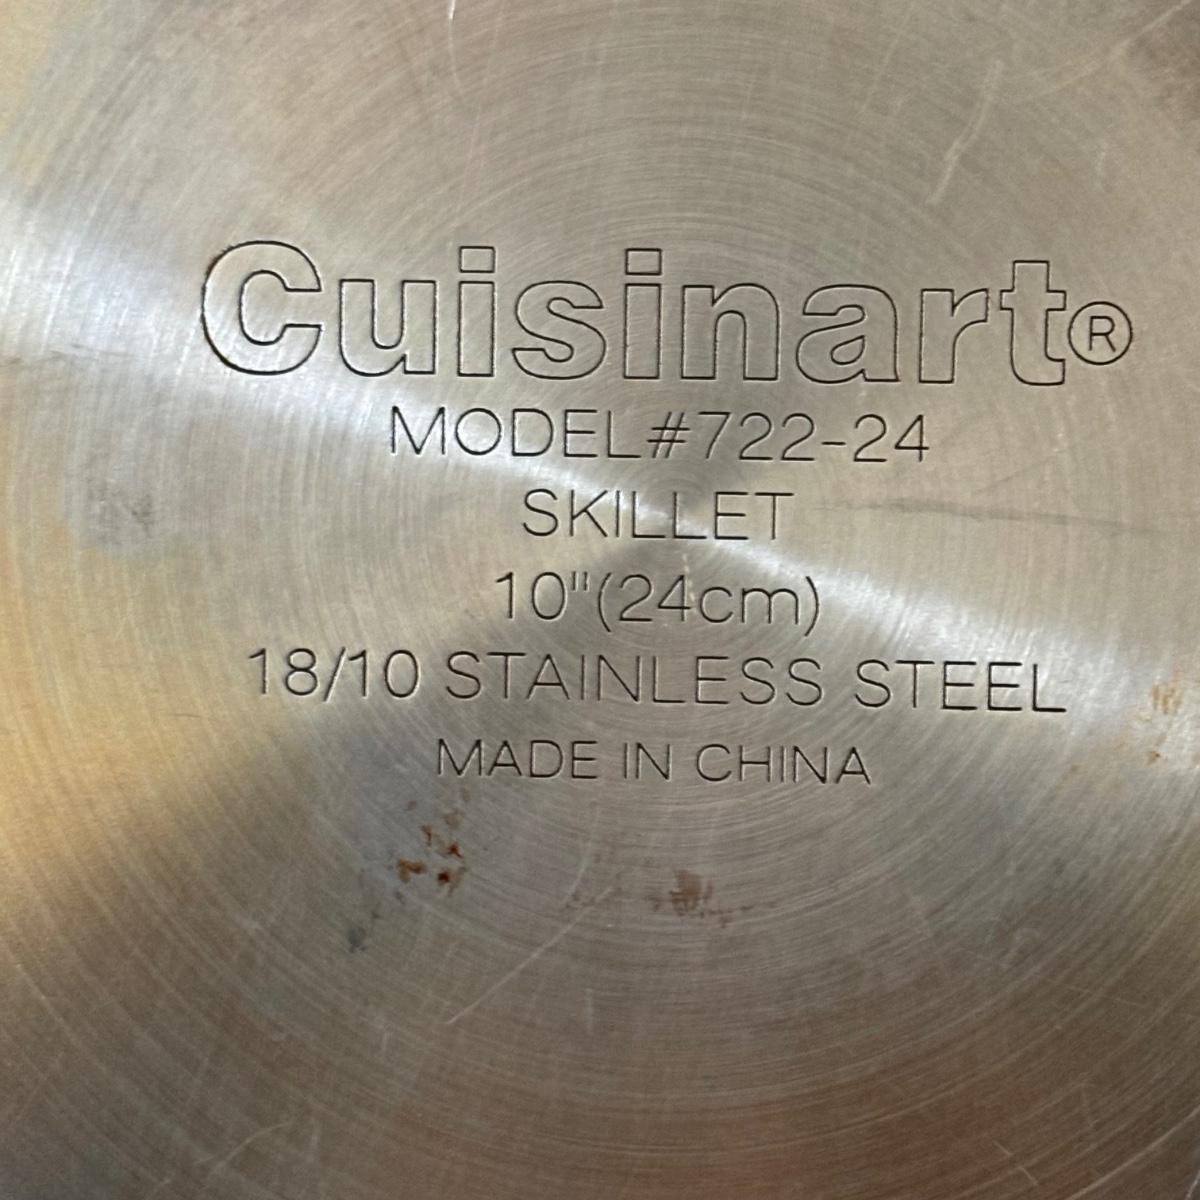 Cuisinart®
MODEL#722-24
SKILLET
10"(24cm)
18/10 STAINLESS STEEL
MADE IN CHINA